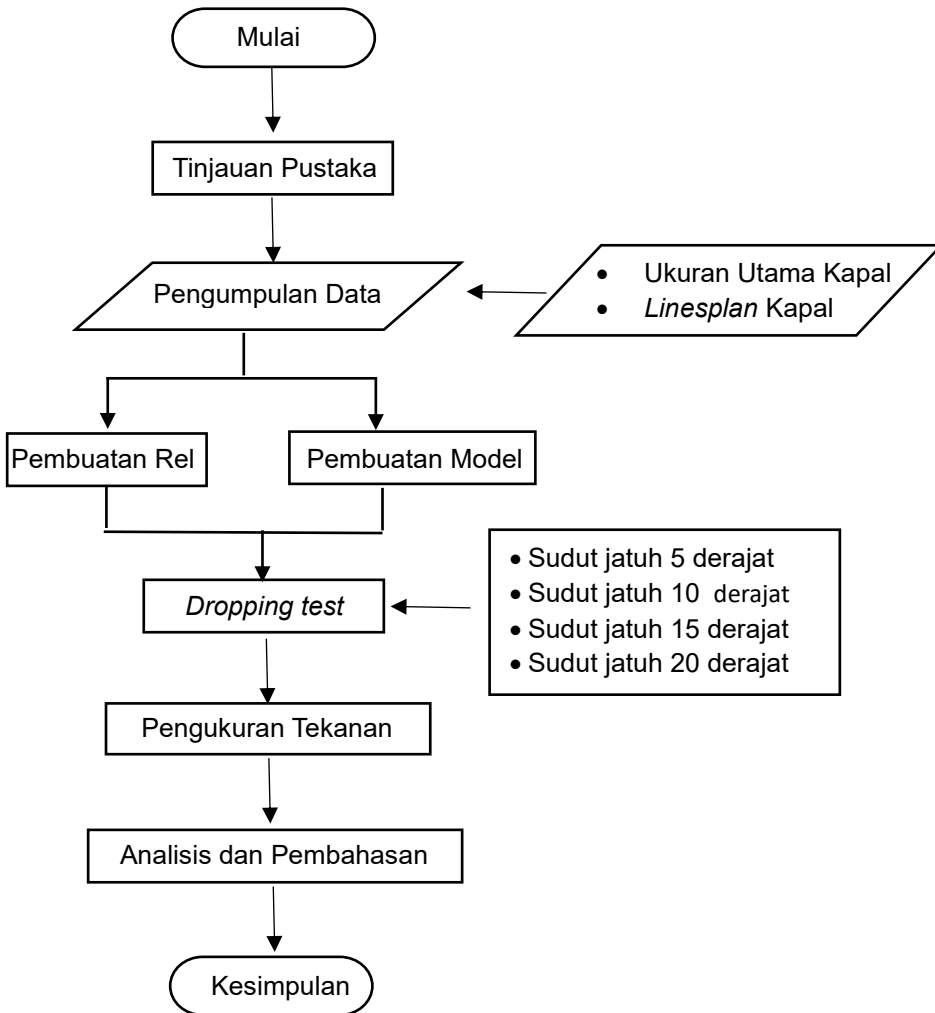 Mulai
Tinjauan Pustaka
Pengumpulan Data
• Ukuran Utama Kapal
• Linesplan Kapal
Pembuatan Rel
Pembuatan Model
Dropping test
• Sudut jatuh 5 derajat
• Sudut jatuh 10 derajat
• Sudut jatuh 15 derajat
• Sudut jatuh 20 derajat
Pengukuran Tekanan
Analisis dan Pembahasan
Kesimpulan